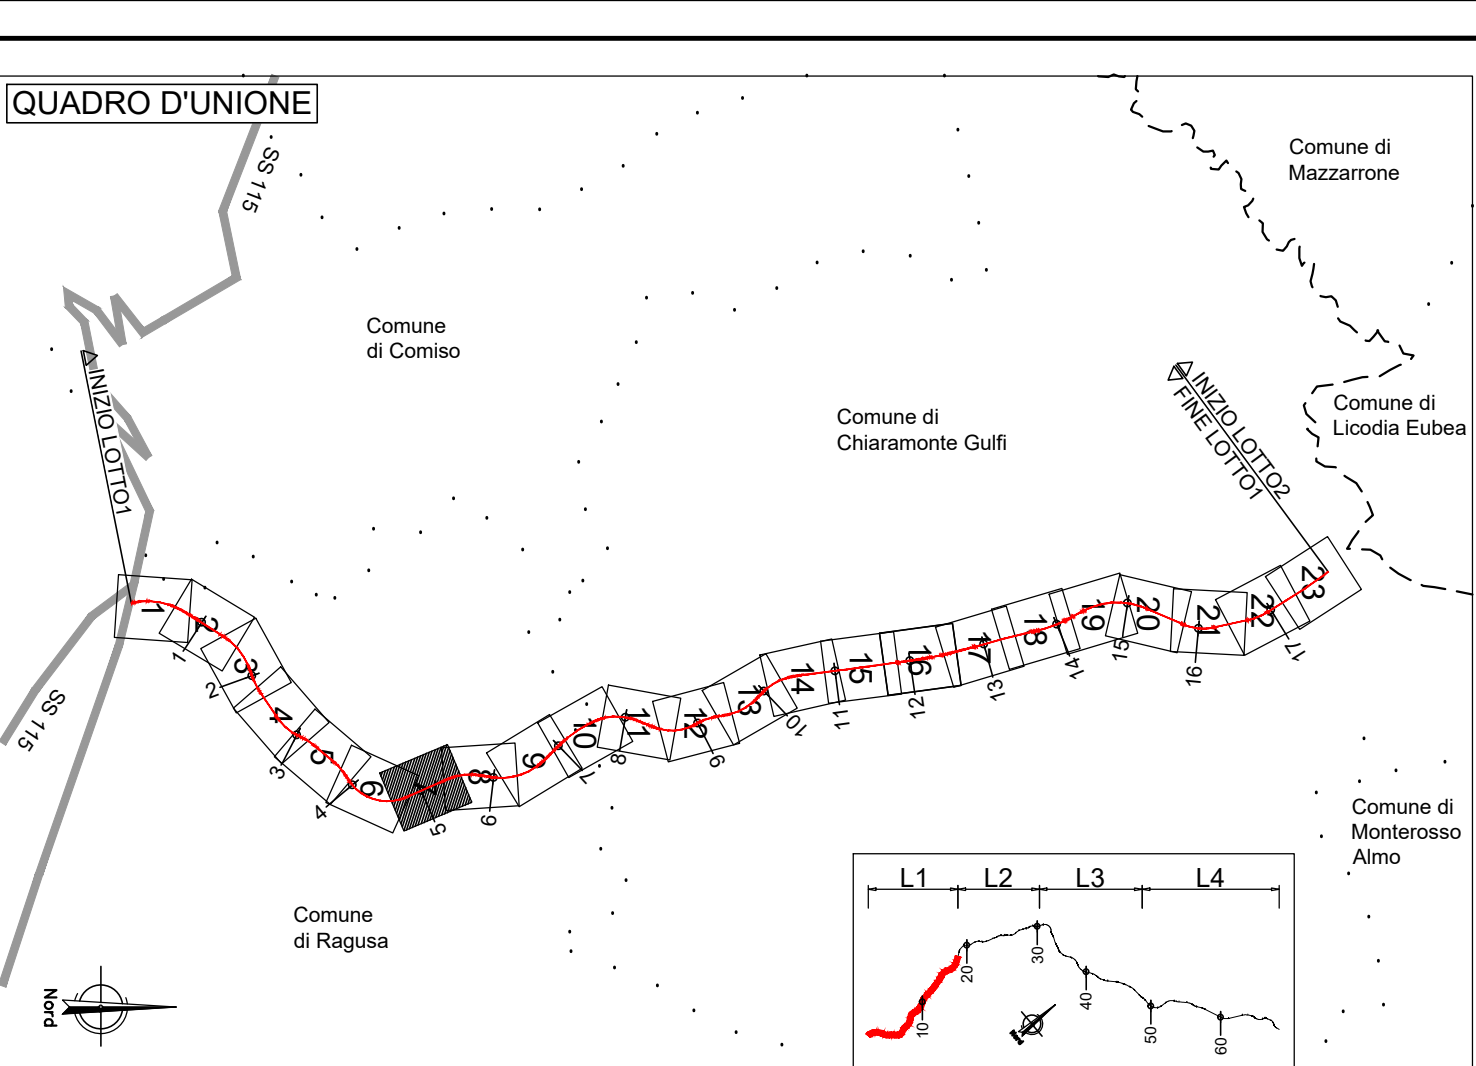 QUADRO D'UNIONE
SS 115
Comune di
Mazzarrone
Comune
di Comiso
INIZIO LOTTO1
Comune di
Chiaramonte Gulfi
INIZIO LOTTO2
FINE LOTTO1
Comune di
Licodia Eubea
SS 115
1
2
3
4
5
6
7
8
9
10
11
12
13
14
15
16
17
18
19
20
21
22
23
1
2
3
4
5
6
7
8
9
10
11
12
13
14
15
16
17
Comune di
Monterosso
Almo
Comune
di Ragusa
Nord
L1
L2
L3
L4
10
20
30
40
50
60
Nord